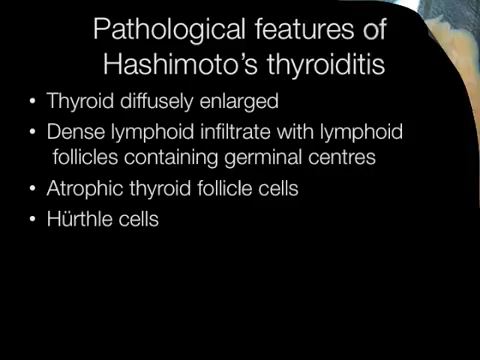 Pathological features of
Hashimoto’s thyroiditis
• Thyroid diffusely enlarged
• Dense lymphoid infiltrate with lymphoid
follicles containing germinal centres
• Atrophic thyroid follicle cells
• Hürthle cells